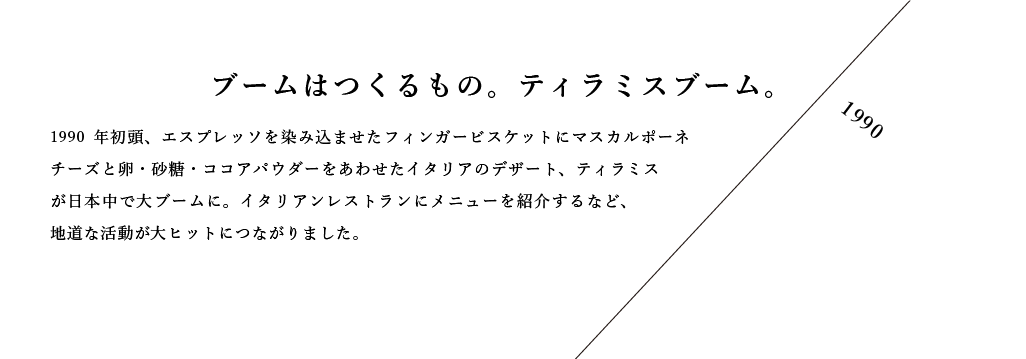 ブームはつくるもの。ティラミスブーム。
1990 年初頭、エスプレッソを染み込ませたフィンガービスケットにマスカルポーネ
チーズと卵・砂糖・ココアパウダーをあわせたイタリアのデザート、ティラミス
が日本中で大ブームに。イタリアンレストランにメニューを紹介するなど、
地道な活動が大ヒットにつながりました。
1990